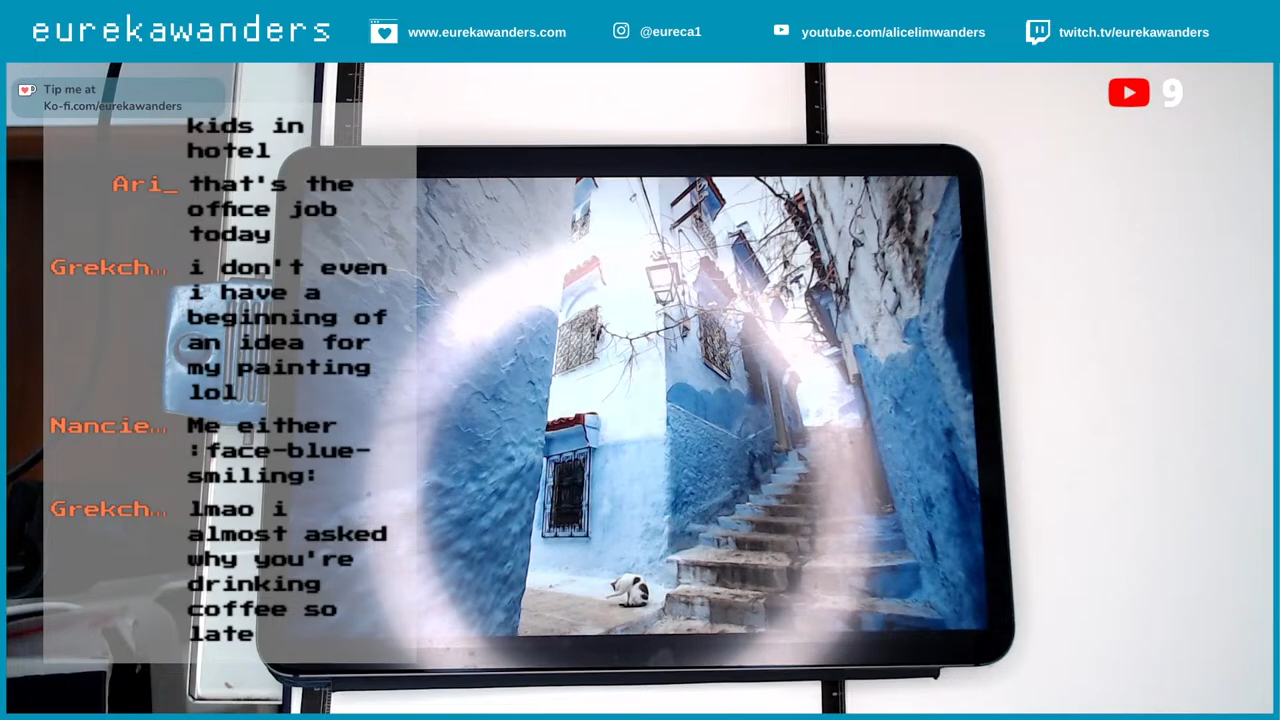 eurekawanders
www.eurekawanders.com
@eureca1
youtube.com/alicelimwanders
twitch.tv/eurekawanders
Tip me at
Ko-fi.com/eurekawanders
9
kids in
hotel
Ari_ that's the
office job
today
Grekch… i don't even
i have a
beginning of
an idea for
my painting
lol
Nancie… Me either
:face-blue-
smiling:
Grekch… lmao i
almost asked
why you're
drinking
coffee so
late